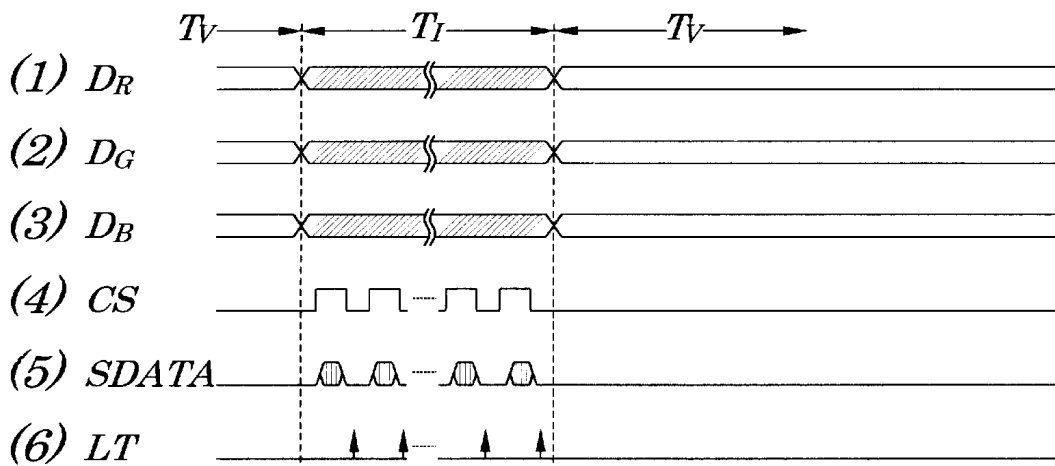 TV TI TV
(1) DR
(2) DG
(3) DB
(4) CS
(5) SDATA
(6) LT